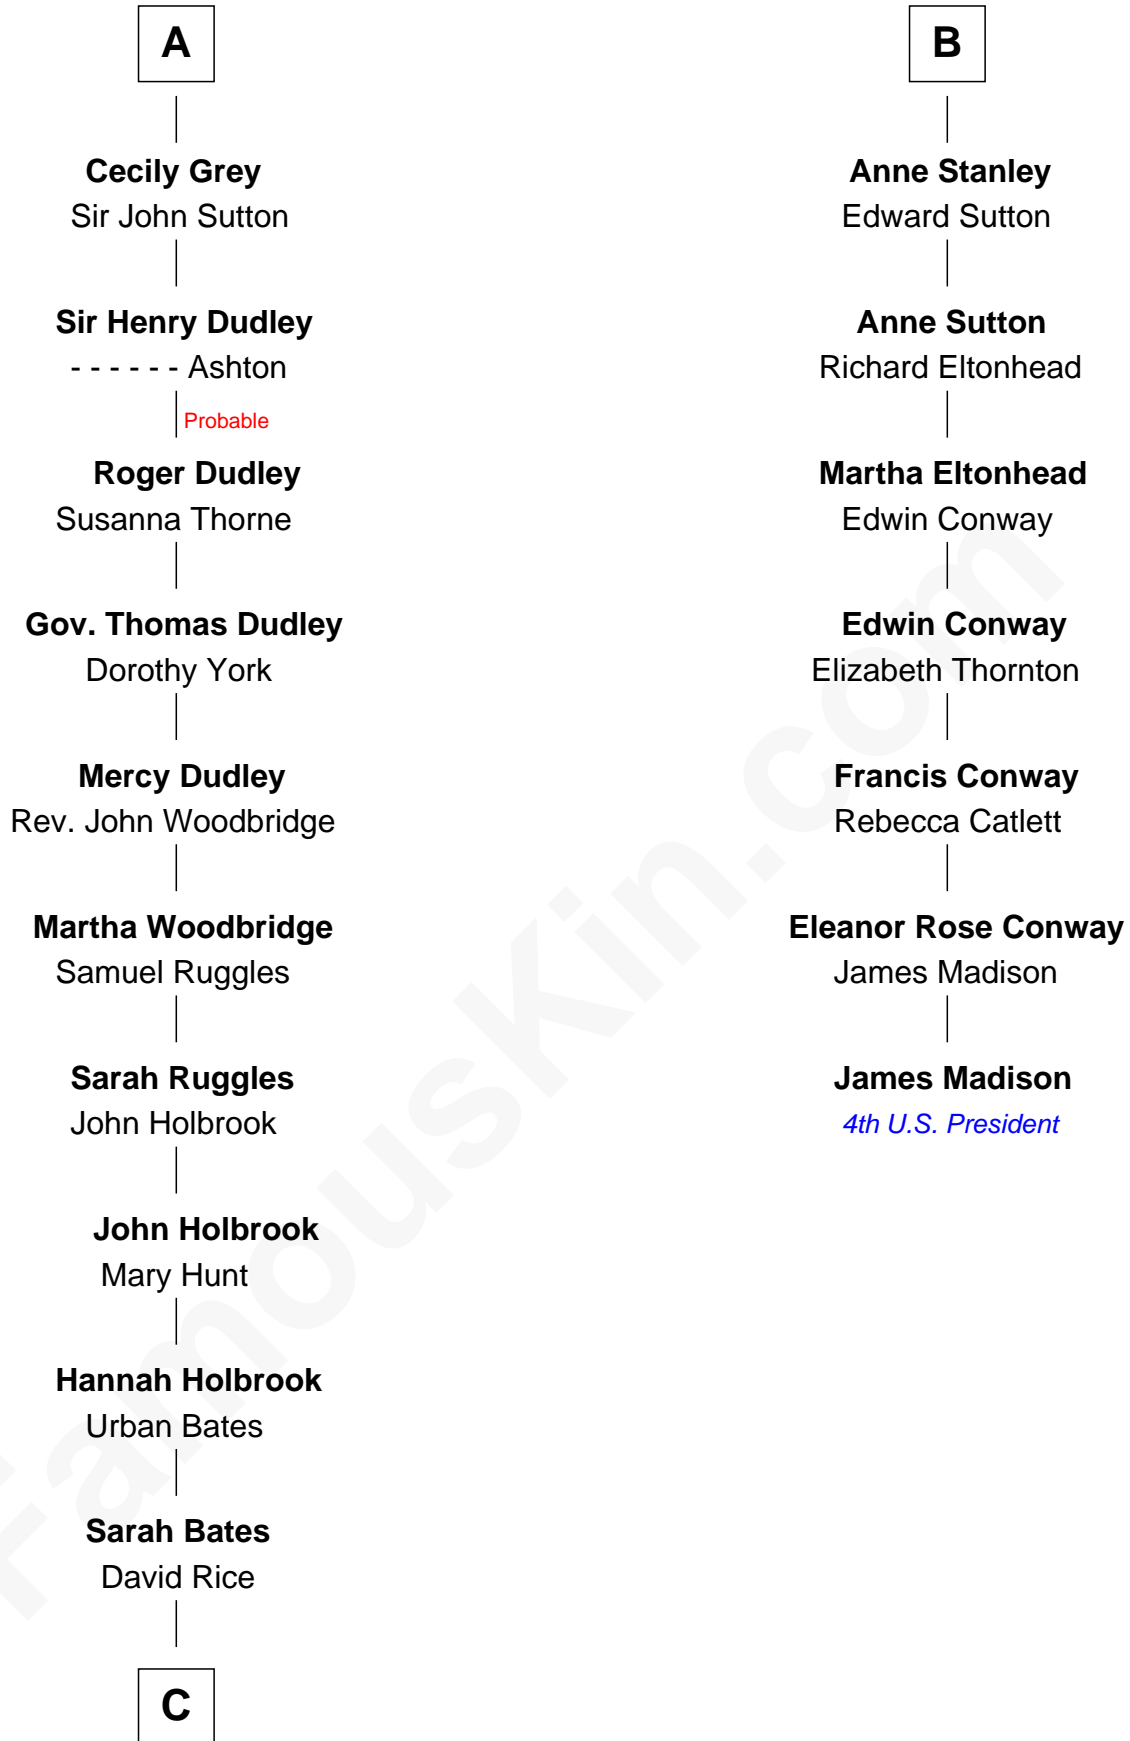 A
Cecily Grey
Sir John Sutton
Sir Henry Dudley
- - - - - - Ashton
Probable
Roger Dudley
Susanna Thorne
Gov. Thomas Dudley
Dorothy York
Mercy Dudley
Rev. John Woodbridge
Martha Woodbridge
Samuel Ruggles
Sarah Ruggles
John Holbrook
John Holbrook
Mary Hunt
Hannah Holbrook
Urban Bates
Sarah Bates
David Rice
C
B
Anne Stanley
Edward Sutton
Anne Sutton
Richard Eltonhead
Martha Eltonhead
Edwin Conway
Edwin Conway
Elizabeth Thornton
Francis Conway
Rebecca Catlett
Eleanor Rose Conway
James Madison
James Madison
4th U.S. President
FamousKin.com